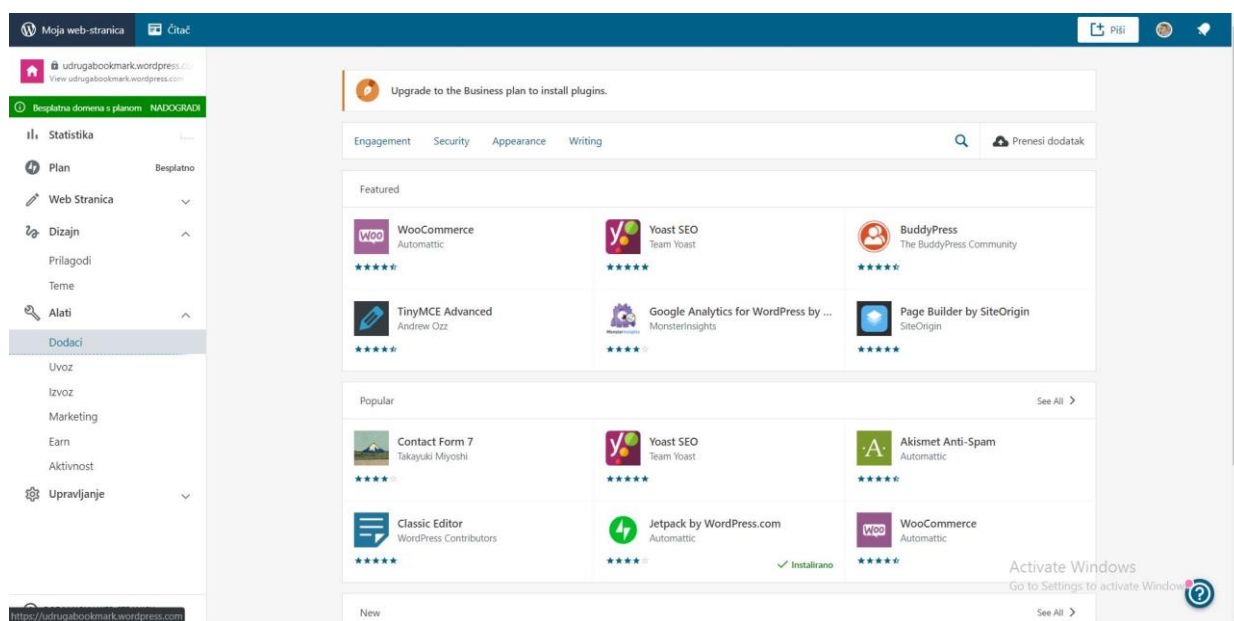 Moja web-stranica
Čitač
Piši
udrugabookmark.wordpress.co
View udrugabookmark.wordpress.com
Besplatna domena s planom NADOGRADI
Statistika
Plan Besplatno
Web Stranica
Dizajn
Prilagodi
Teme
Alati
Dodaci
Uvoz
Izvoz
Marketing
Earn
Aktivnost
Upravljanje
https://udrugabookmark.wordpress.com
Upgrade to the Business plan to install plugins.
Engagement Security Appearance Writing
Prenesi dodatak
Featured
WooCommerce
Automattic
Yoast SEO
Team Yoast
BuddyPress
The BuddyPress Community
TinyMCE Advanced
Andrew Ozz
Google Analytics for WordPress by ...
MonsterInsights
Page Builder by SiteOrigin
SiteOrigin
Popular
See All
Contact Form 7
Takayuki Miyoshi
Yoast SEO
Team Yoast
Akismet Anti-Spam
Automattic
Classic Editor
WordPress Contributors
Jetpack by WordPress.com
Automattic
Instalirano
WooCommerce
Automattic
New
See All
Activate Windows
Go to Settings to activate Window